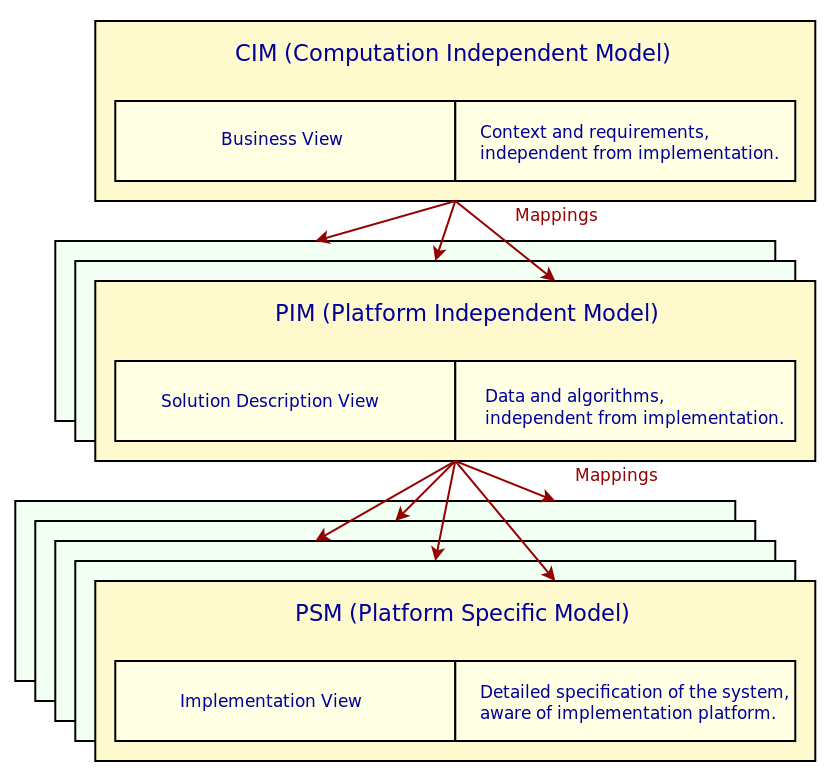 CIM (Computation Independent Model)
Business View
Context and requirements,
independent from implementation.
Mappings
PIM (Platform Independent Model)
Solution Description View
Data and algorithms,
independent from implementation.
Mappings
PSM (Platform Specific Model)
Implementation View
Detailed specification of the system,
aware of implementation platform.